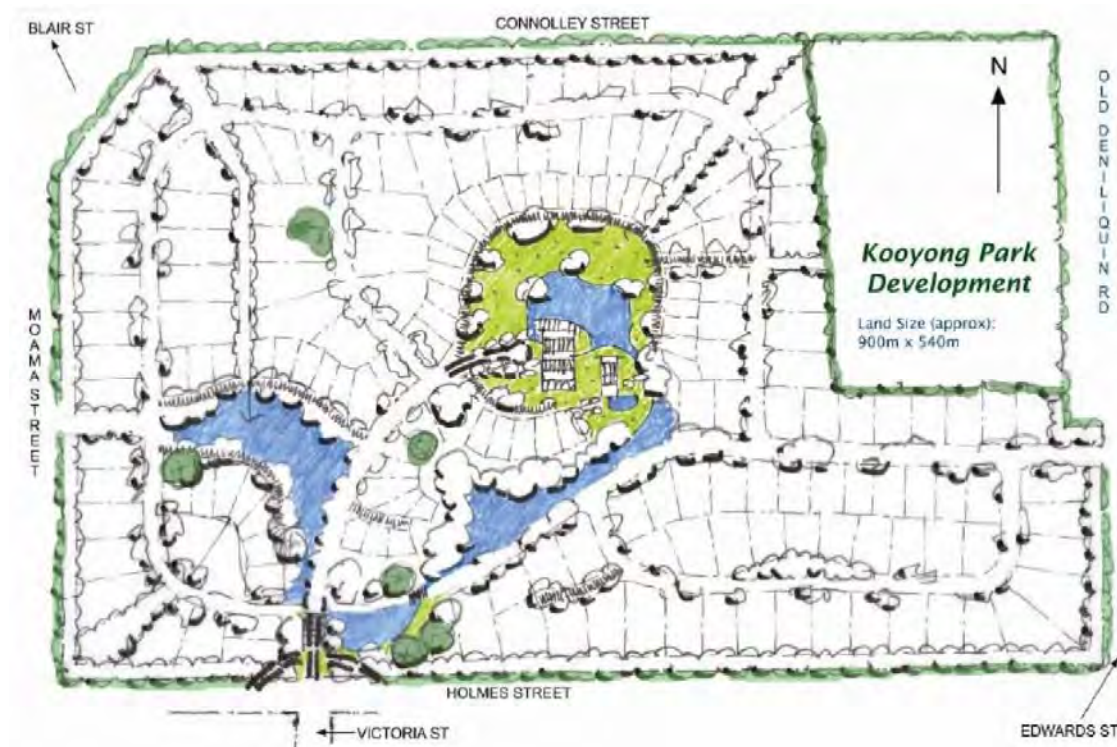 BLAIR ST
CONNOLLEY STREET
N
OLD DENILIQUIN RD
Kooyong Park
Development
Land Size (approx):
900m x 540m
MOAMA STREET
HOLMES STREET
VICTORIA ST
EDWARDS ST